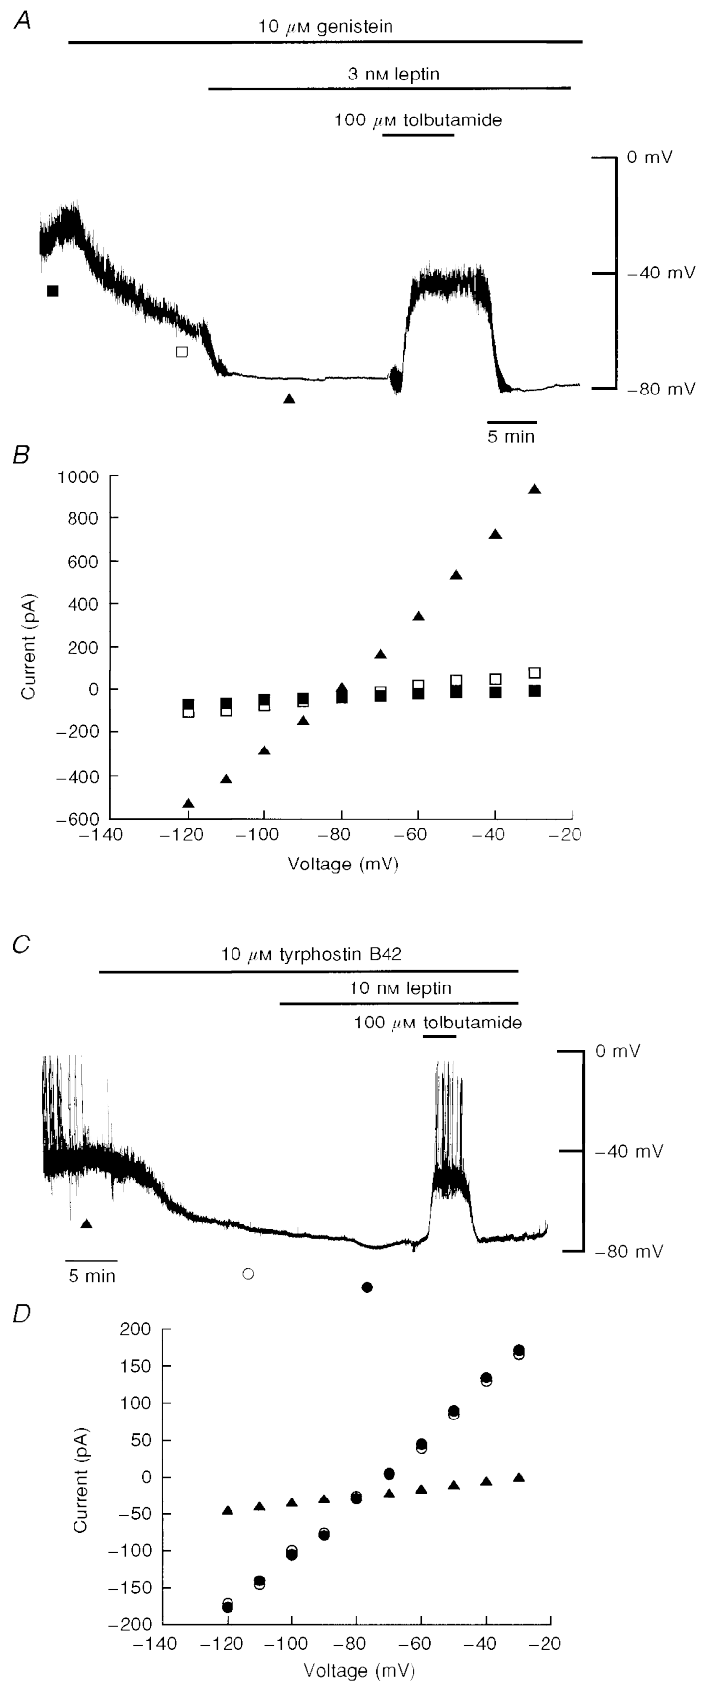 A
10 μM genistein
3 nM leptin
100 μM tolbutamide
0 mV
−40 mV
−80 mV
5 min
B
1000
800
600
400
200
0
−200
−400
−600
Current (pA)
−140 −120 −100 −80 −60 −40 −20
Voltage (mV)
C
10 μM tyrphostin B42
10 nM leptin
100 μM tolbutamide
0 mV
−40 mV
−80 mV
5 min
D
200
150
100
50
0
−50
−100
−150
−200
Current (pA)
−140 −120 −100 −80 −60 −40 −20
Voltage (mV)